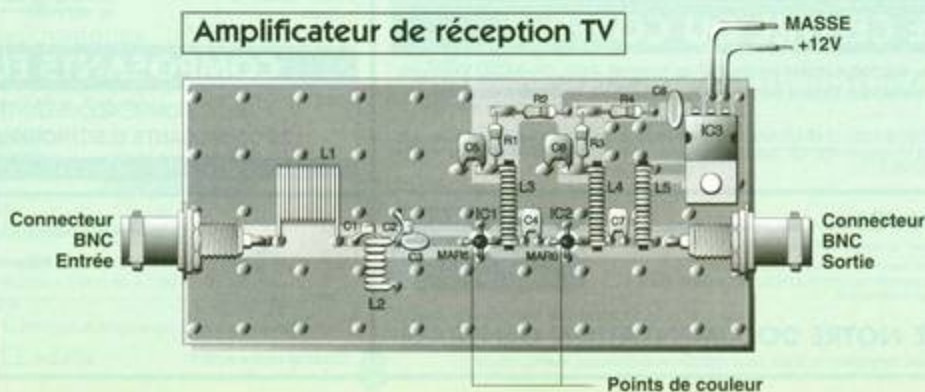 Amplificateur de réception TV
MASSE
+12V
C8
R2
R4
IC3
C5
R1
C6
R3
L1
L3
L4
L5
Connecteur
BNC
Entrée
C1
C2
IC1
C4
IC2
C7
Connecteur
BNC
Sortie
C3
MAR6
MAR6
L2
Points de couleur